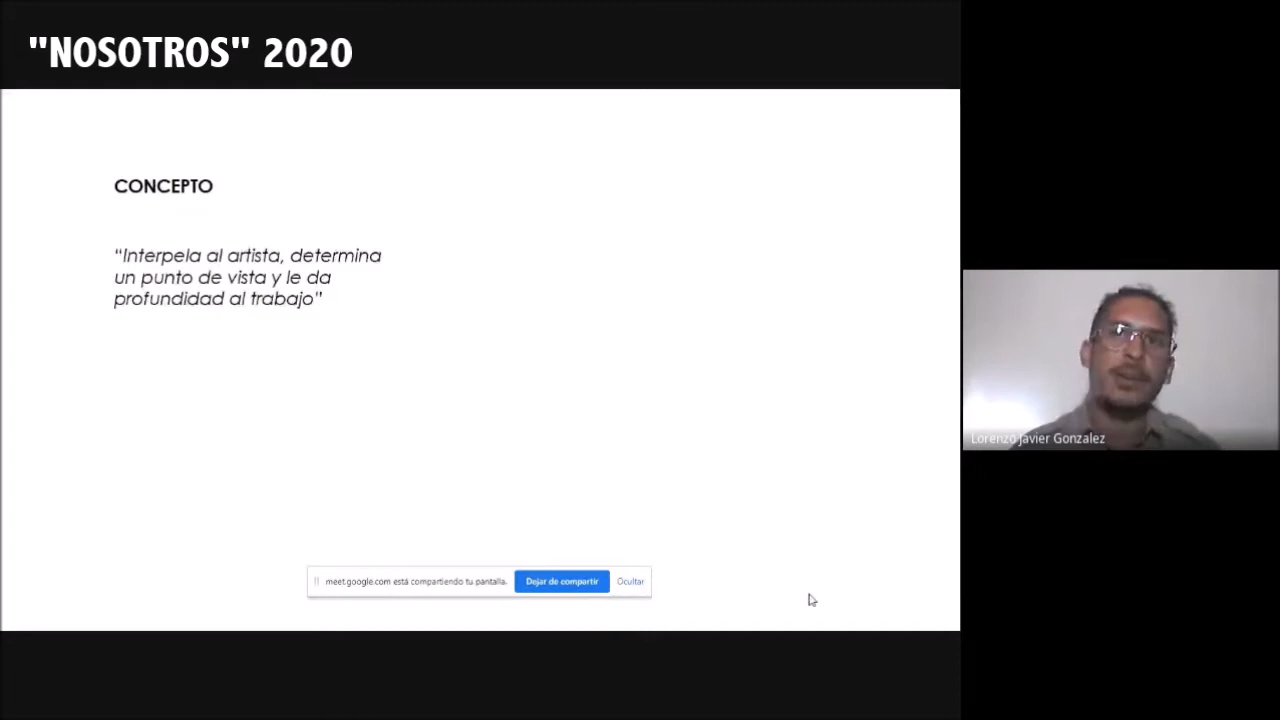 "NOSOTROS" 2020
CONCEPTO
“Interpela al artista, determina
un punto de vista y le da
profundidad al trabajo”
meet.google.com está compartiendo tu pantalla.
Dejar de compartir
Ocultar
Lorenzo Javier Gonzalez